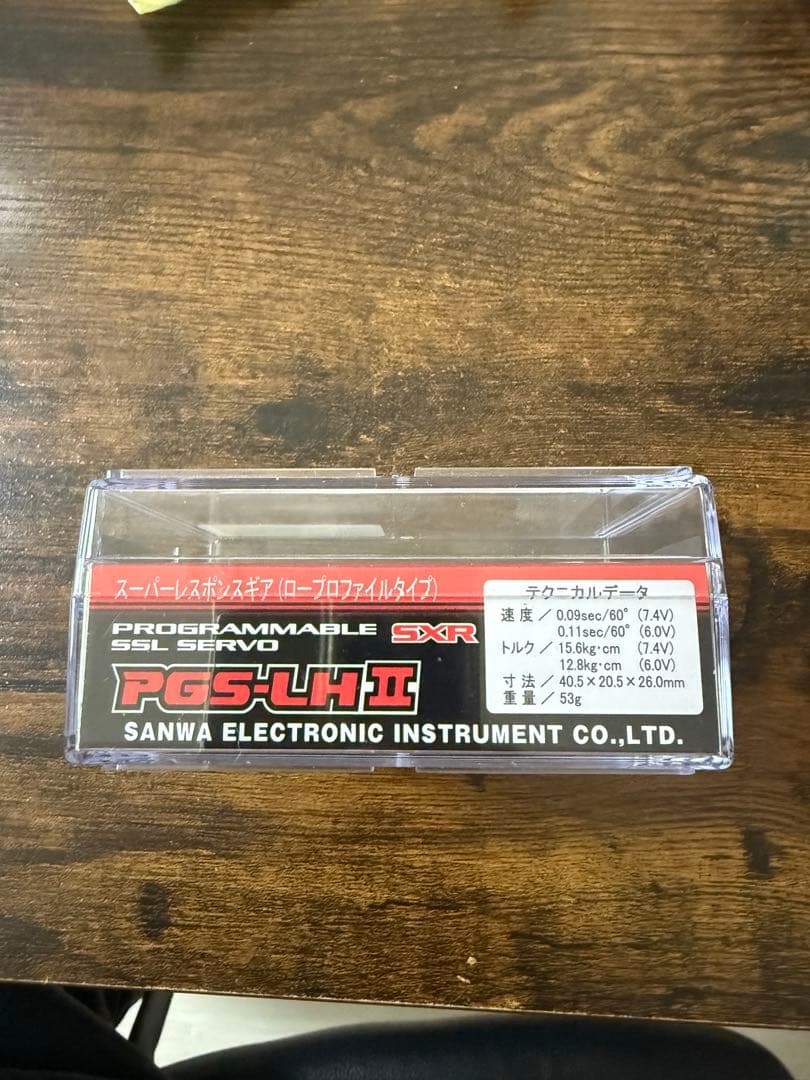 スーパーレスポンスギア(ロープロファイルタイプ)
PROGRAMMABLE SXR
SSL SERVO
PGS-LHII
SANWA ELECTRONIC INSTRUMENT CO.,LTD.
テクニカルデータ
速度/0.09sec/60°(7.4V)
0.11sec/60°(6.0V)
トルク/15.6kg·cm (7.4V)
12.8kg·cm (6.0V)
寸法/40.5×20.5×26.0mm
重量/53g